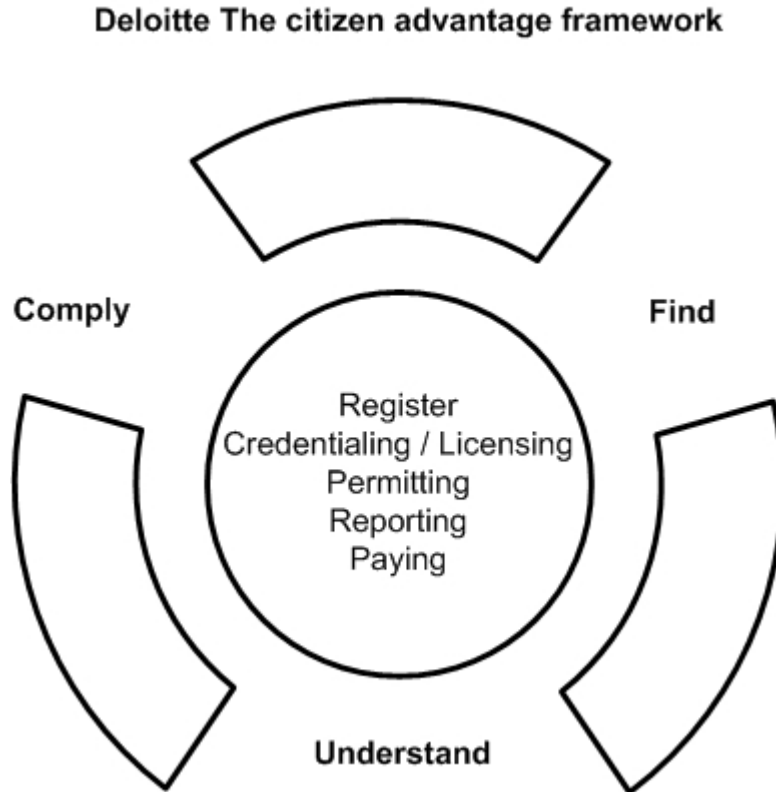 Deloitte The citizen advantage framework
Comply
Find
Register
Credentialing / Licensing
Permitting
Reporting
Paying
Understand